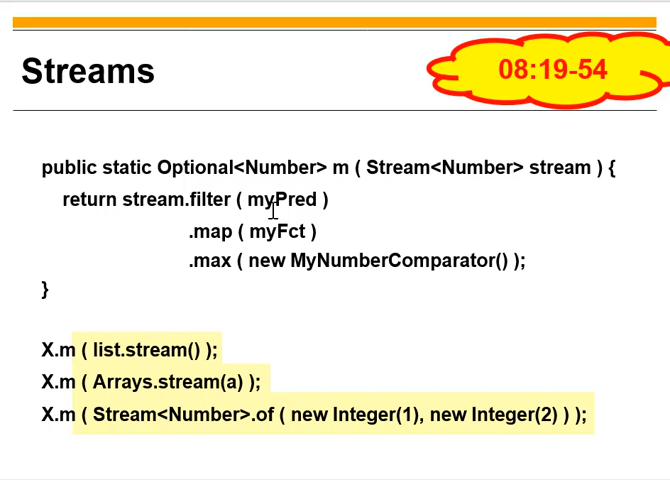 Streams
08:19-54
public static Optional<Number> m ( Stream<Number> stream ) {
return stream.filter ( myPred )
.map ( myFct )
.max ( new MyNumberComparator() );
}
X.m ( list.stream() );
X.m ( Arrays.stream(a) );
X.m ( Stream<Number>.of ( new Integer(1), new Integer(2) ) );